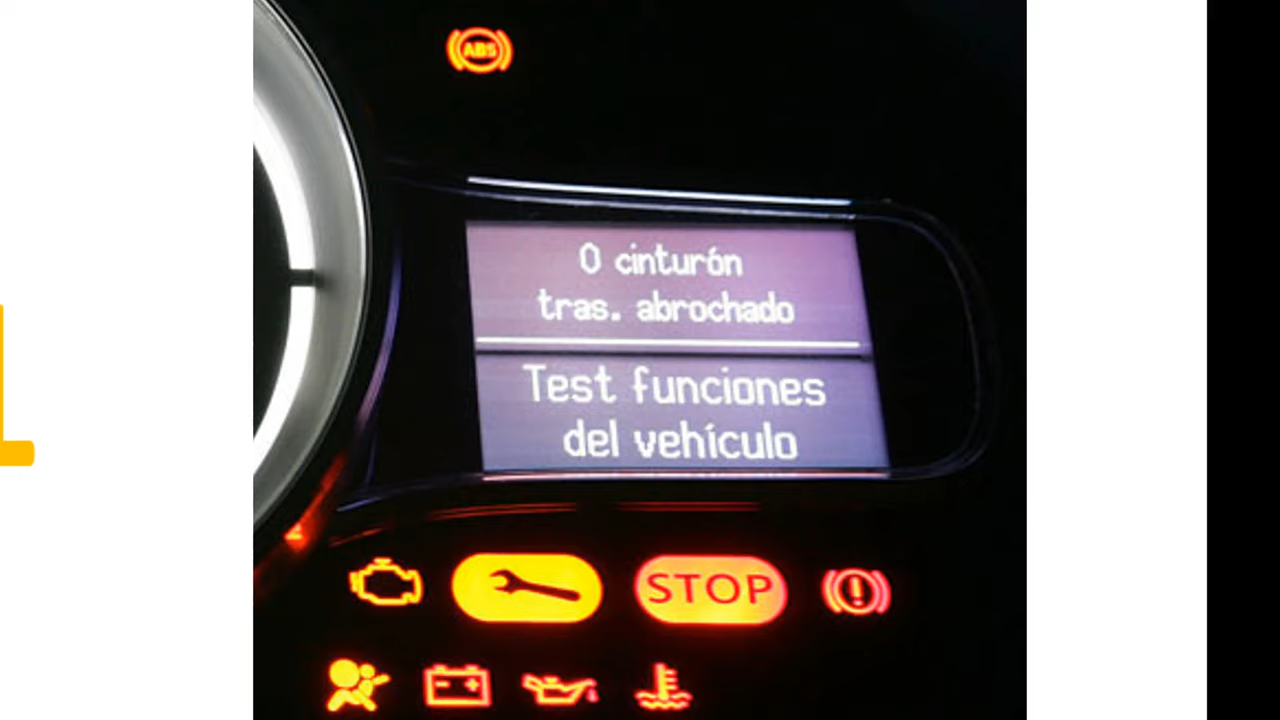 ABS
0 cinturón
tras. abrochado
Test funciones
del vehículo
STOP